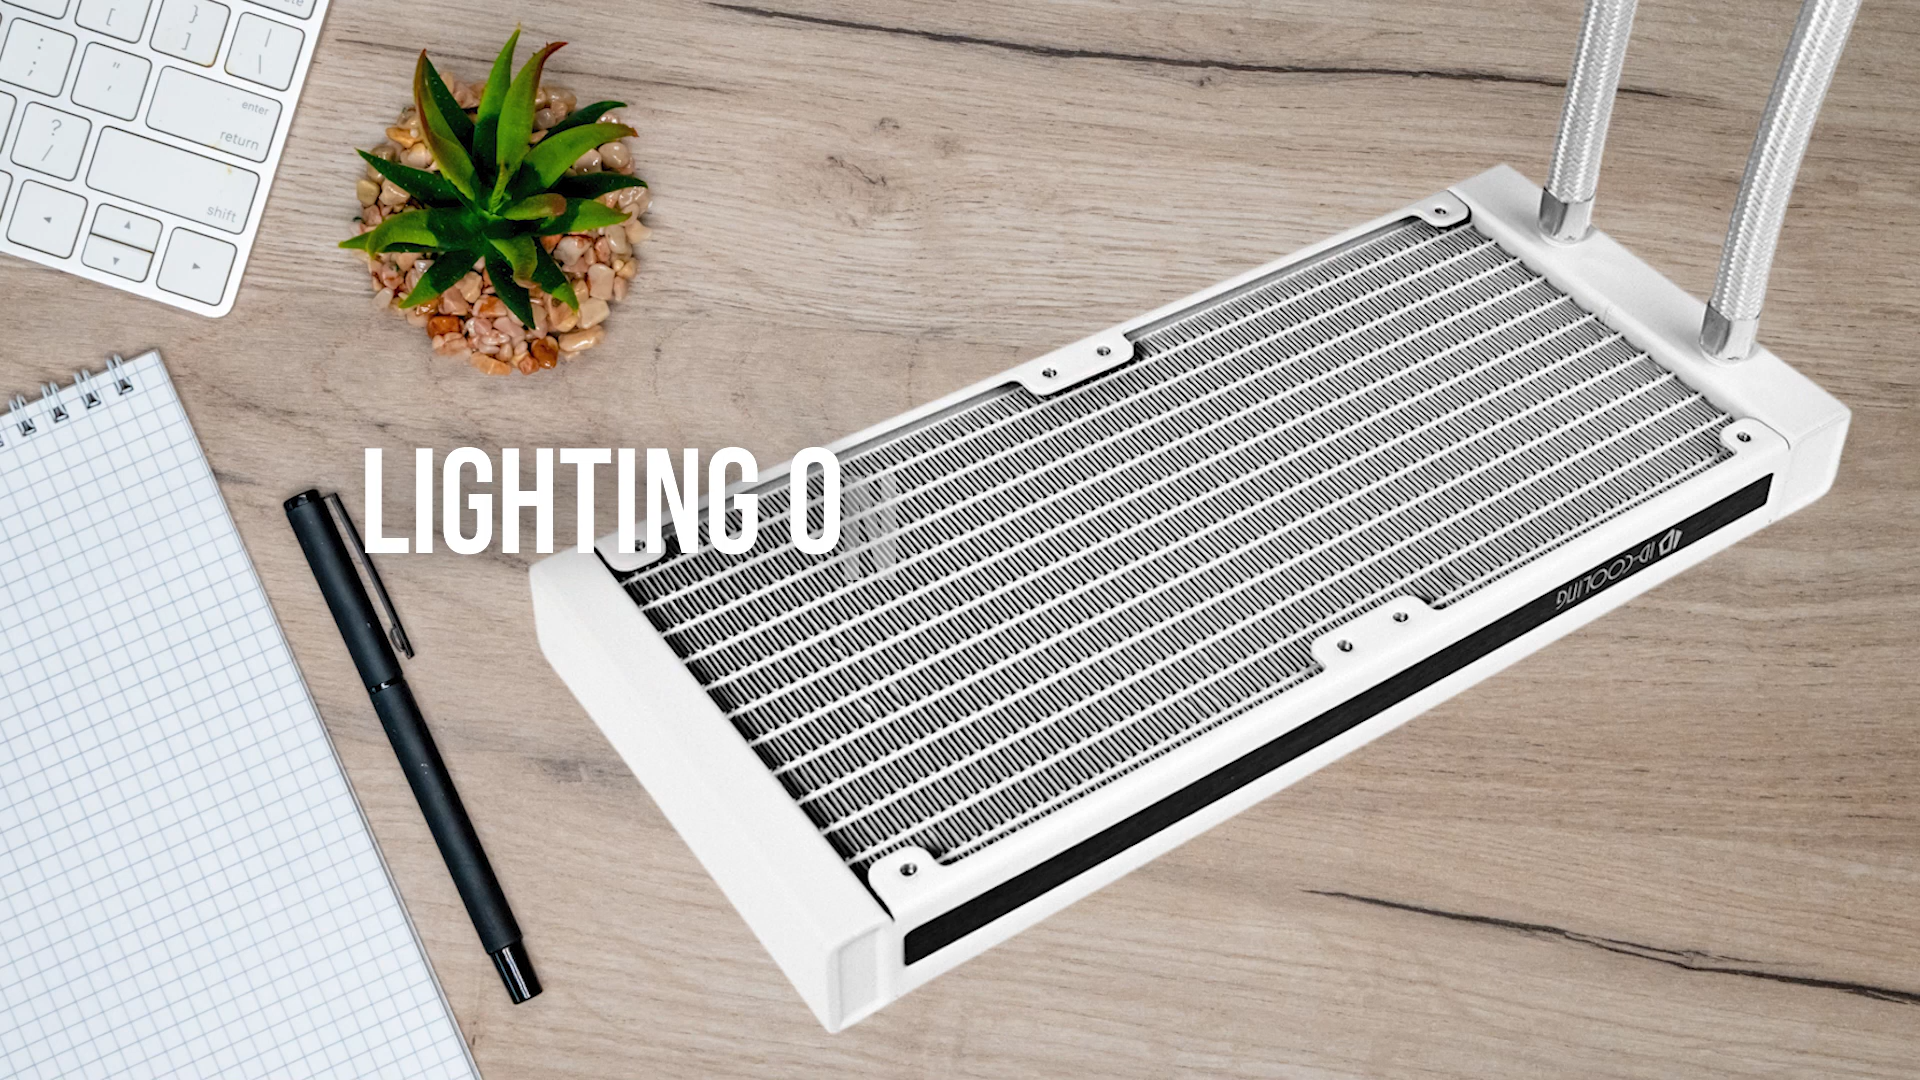 enter
return
shift
LIGHTING O
ID-COOLING